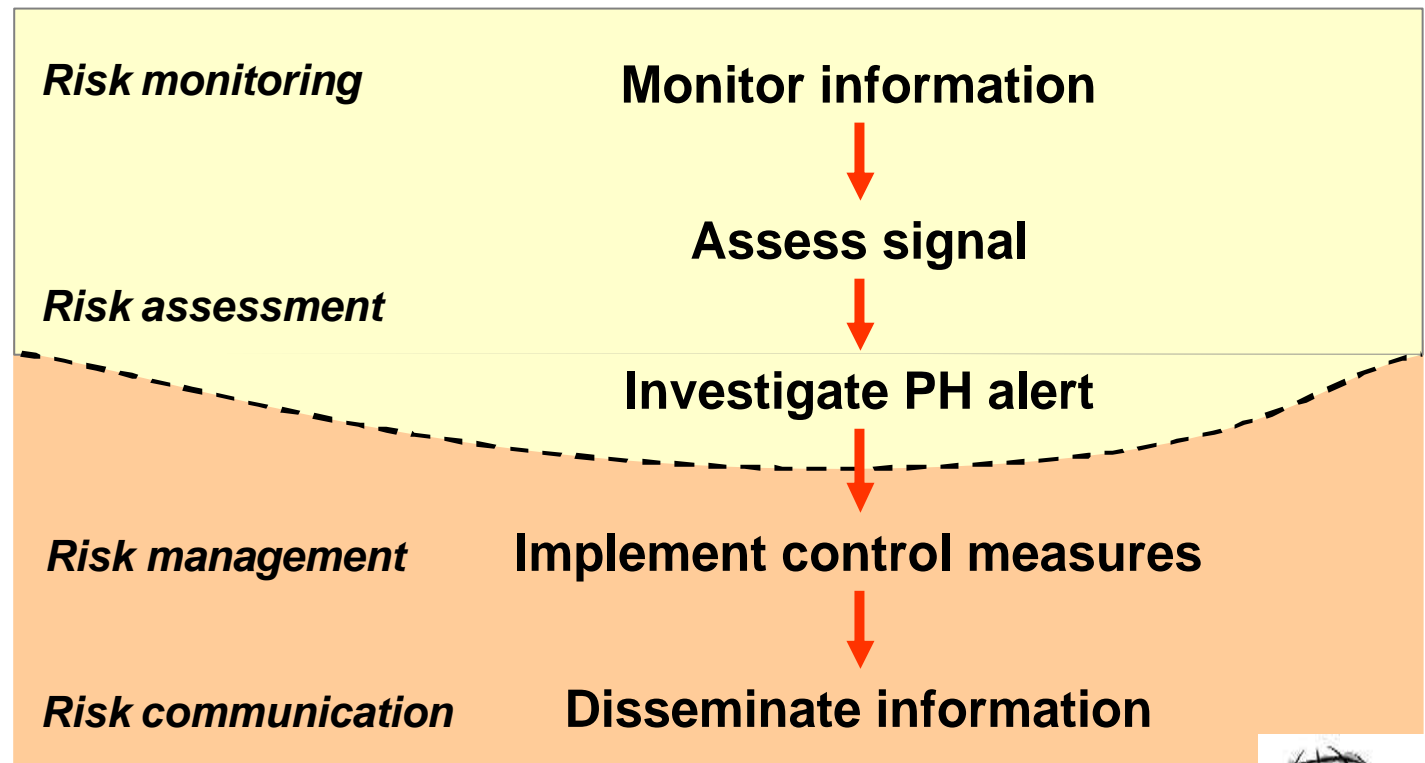 Risk monitoring
Monitor information
Assess signal
Risk assessment
Investigate PH alert
Risk management
Implement control measures
Risk communication
Disseminate information